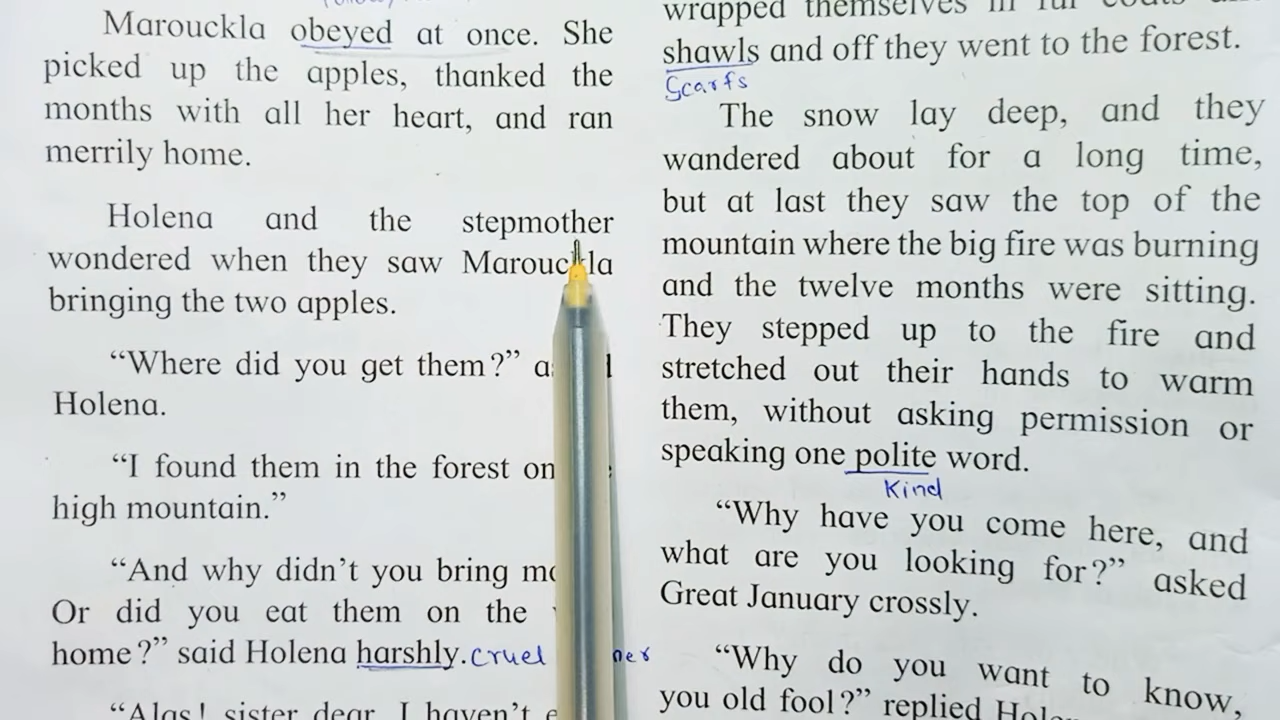 Marouckla obeyed at once. She
picked up the apples, thanked the
months with all her heart, and ran
merrily home.
Holena and the stepmother
wondered when they saw Marouckla
bringing the two apples.
“Where did you get them?”
Holena.
“I found them in the forest on
high mountain.”
“And why didn’t you bring
Or did you eat them on the
home?” said Holena harshly.
cruel
“Alas! sister dear, I haven’t
wrapped themselves in fur coats and
shawls and off they went to the forest.
Scarfs
The snow lay deep, and they
wandered about for a long time,
but at last they saw the top of the
mountain where the big fire was burning
and the twelve months were sitting.
They stepped up to the fire and
stretched out their hands to warm
them, without asking permission or
speaking one polite word.
Kind
“Why have you come here, and
what are you looking for?” asked
Great January crossly.
“Why do you want to know,
you old fool?” replied